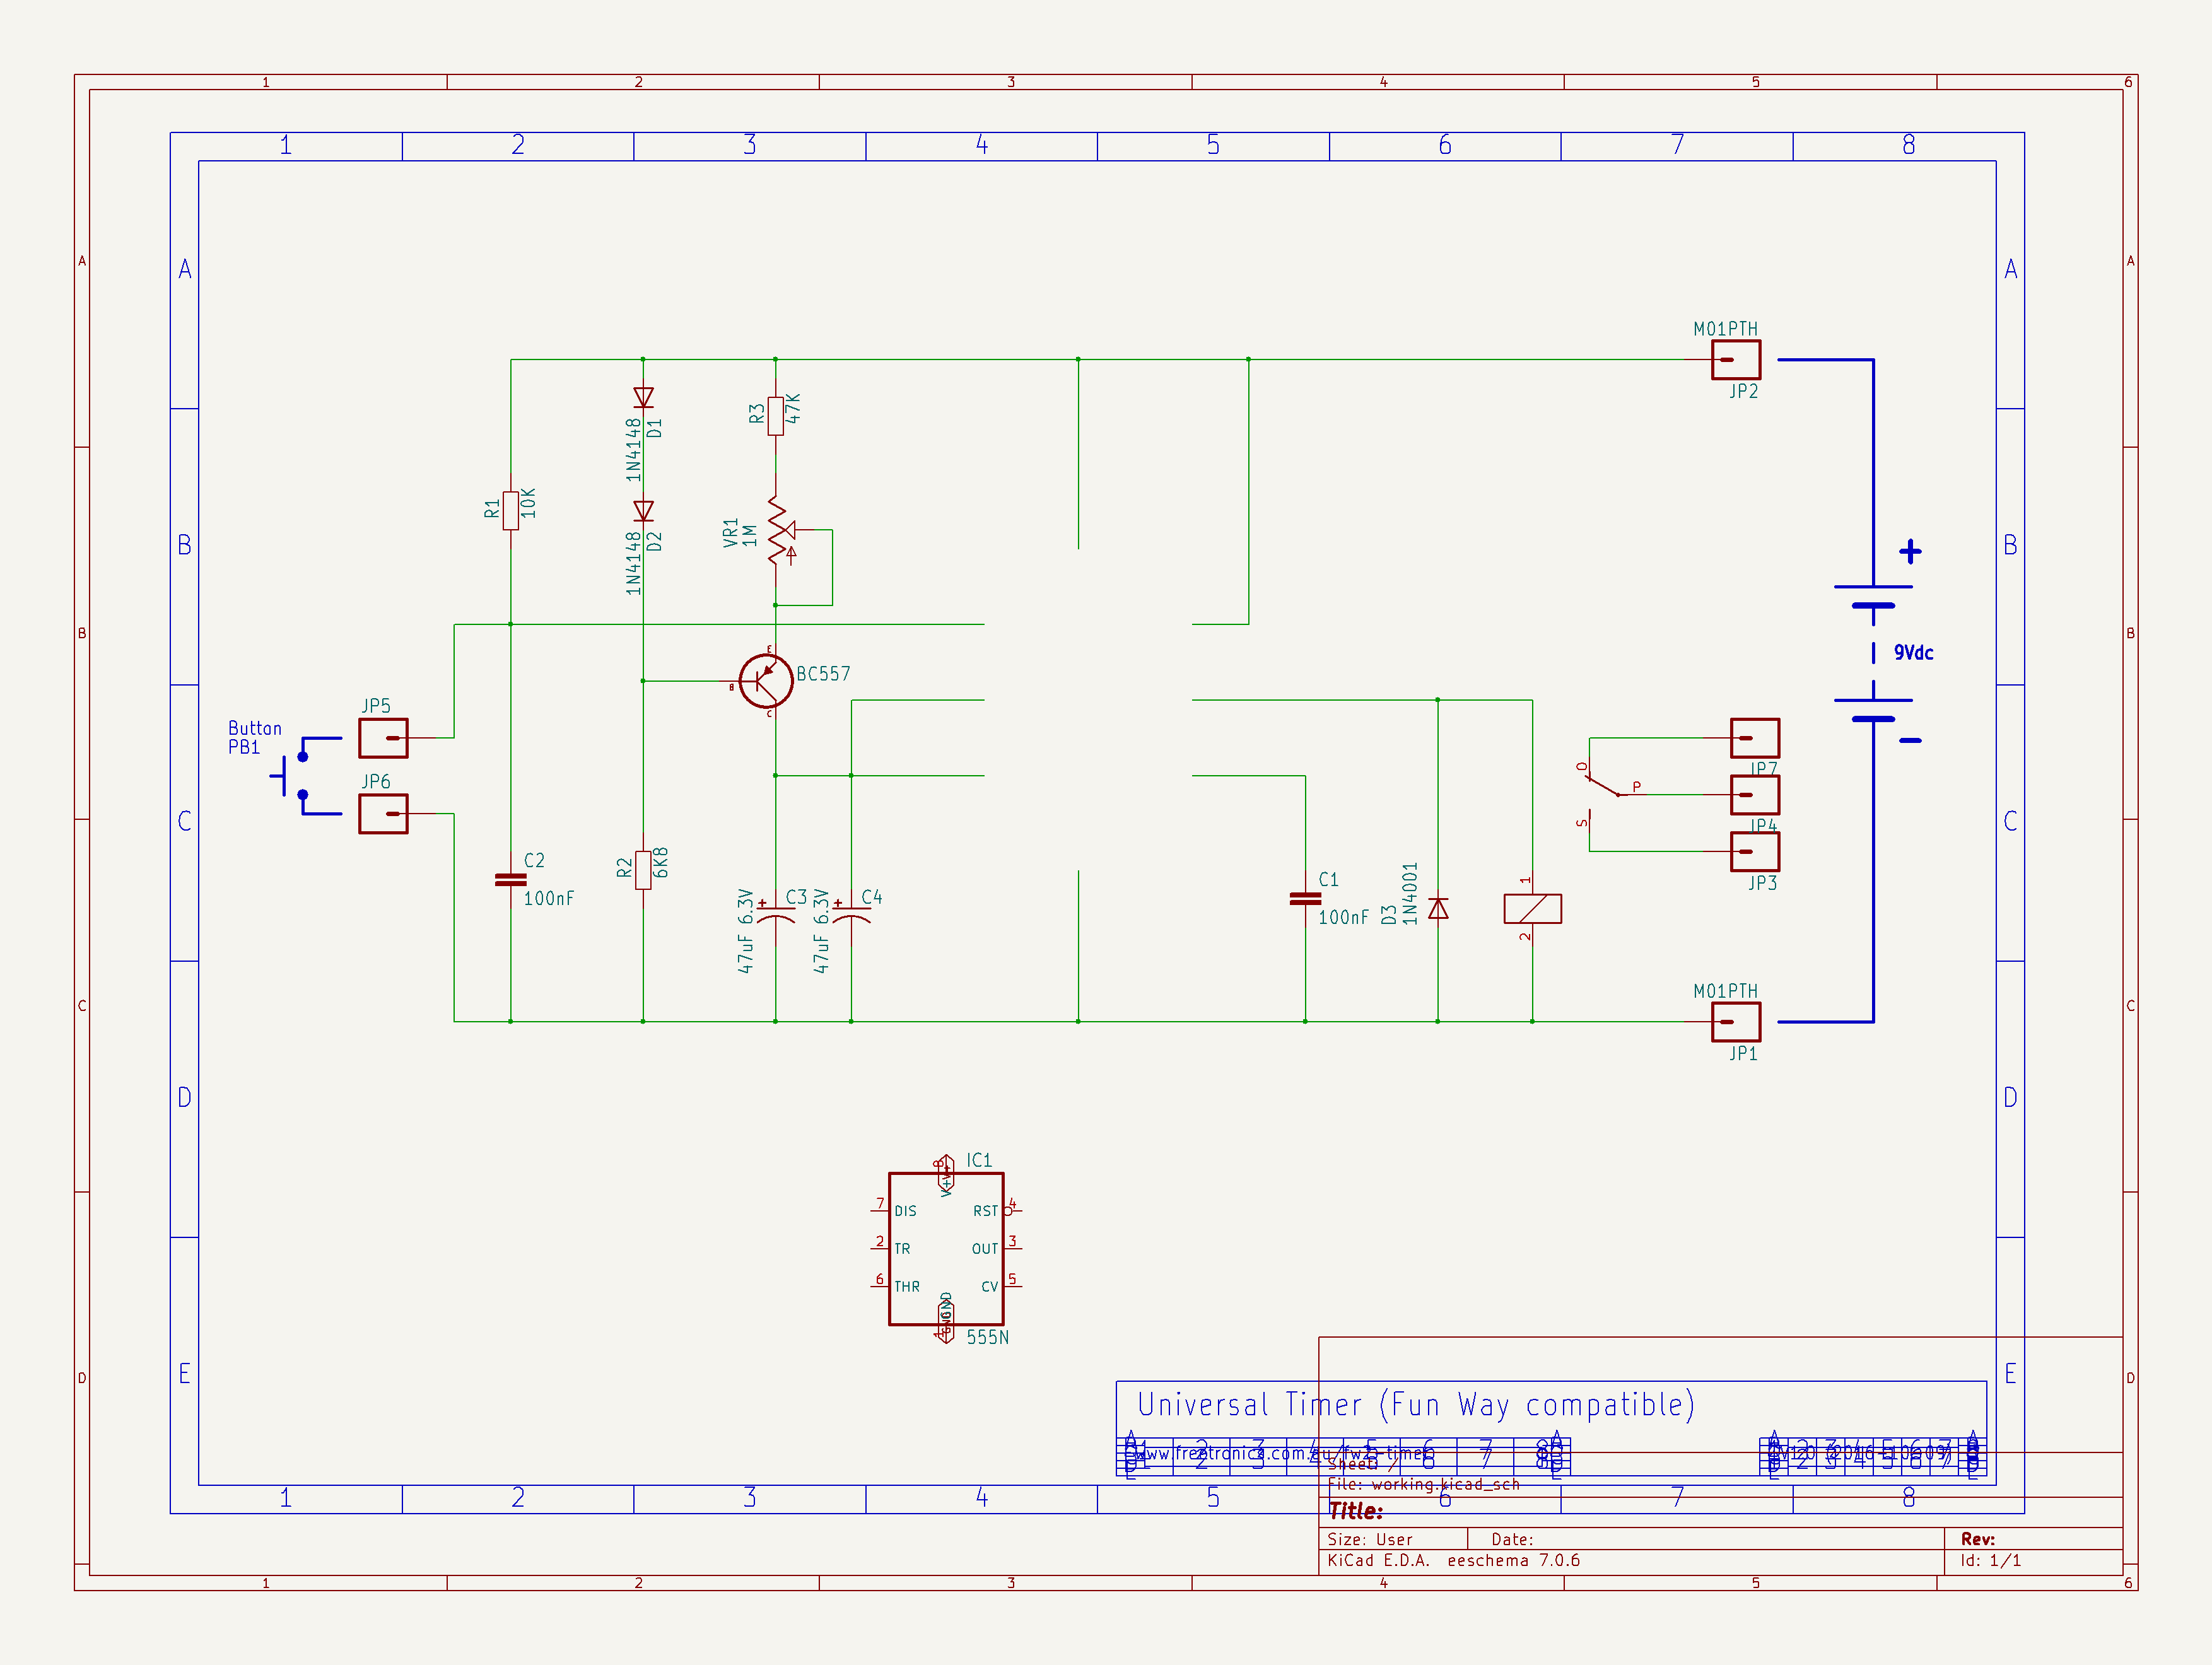 1 2 3 4 5 6
1 2 3 4 5 6 7 8
A A
A A
M01PTH
JP2
R3 47K
1N4148 D1
R1 10K
VR1 1M
1N4148 D2
B B
B B
+
9Vdc
−
E
BC557
B
C
JP5
Button
PB1
JP6
JP7
O
P
JP4
S
JP3
C C
C2
100nF
R2 6K8
47uF 6.3V
+
C3
47uF 6.3V
+
C4
C1
100nF
D3 1N4001
1
2
C C
M01PTH
JP1
D D
IC1
8
V+
7 DIS RST 4
2 TR OUT 3
6 THR CV 5
GND
1
555N
E E
D D
Universal Timer (Fun Way compatible)
www.freetronics.com.au/fw2-timer
Sheet: /
File: working.kicad_sch
1 2 3 4 5 6 7 8
Title:
Size: User Date: Rev:
KiCad E.D.A. eeschema 7.0.6 Id: 1/1
1 2 3 4 5 6